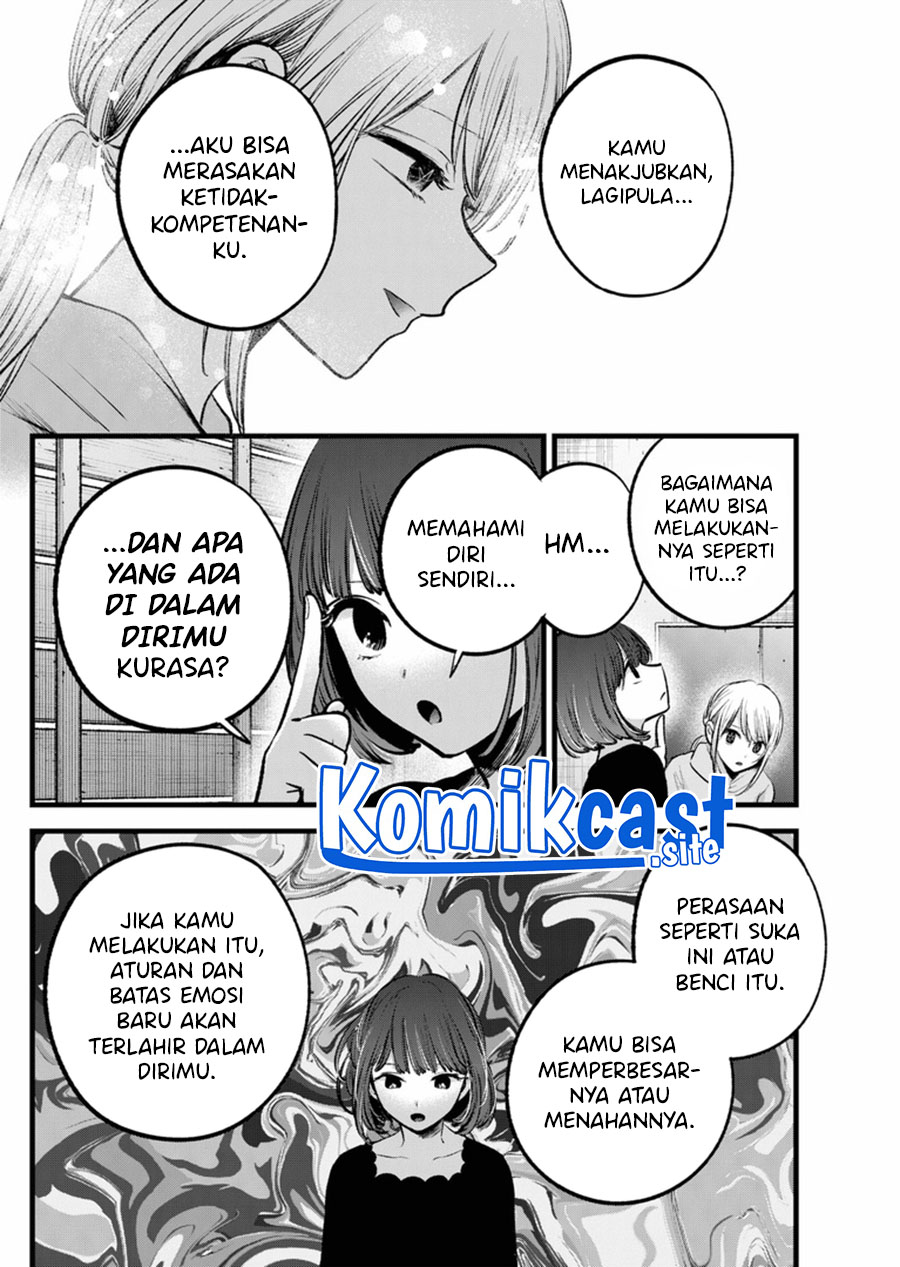 KAMU
MENAKJUBKAN,
LAGIPULA...
...AKU BISA
MERASAKAN
KETIDAK-
KOMPETENAN-
KU.
BAGAIMANA
KAMU BISA
MELAKUKAN-
NYA SEPERTI
ITU...?
HM...
MEMAHAMI
DIRI
SENDIRI...
...DAN APA
YANG ADA
DI DALAM
DIRIMU
KURASA?
Komikcast
.site
PERASAAN
SEPERTI SUKA
INI ATAU
BENCI ITU.
KAMU BISA
MEMPERBESAR-
NYA ATAU
MENAHANNYA.
JIKA KAMU
MELAKUKAN ITU,
ATURAN DAN
BATAS EMOSI
BARU AKAN
TERLAHIR DALAM
DIRIMU.